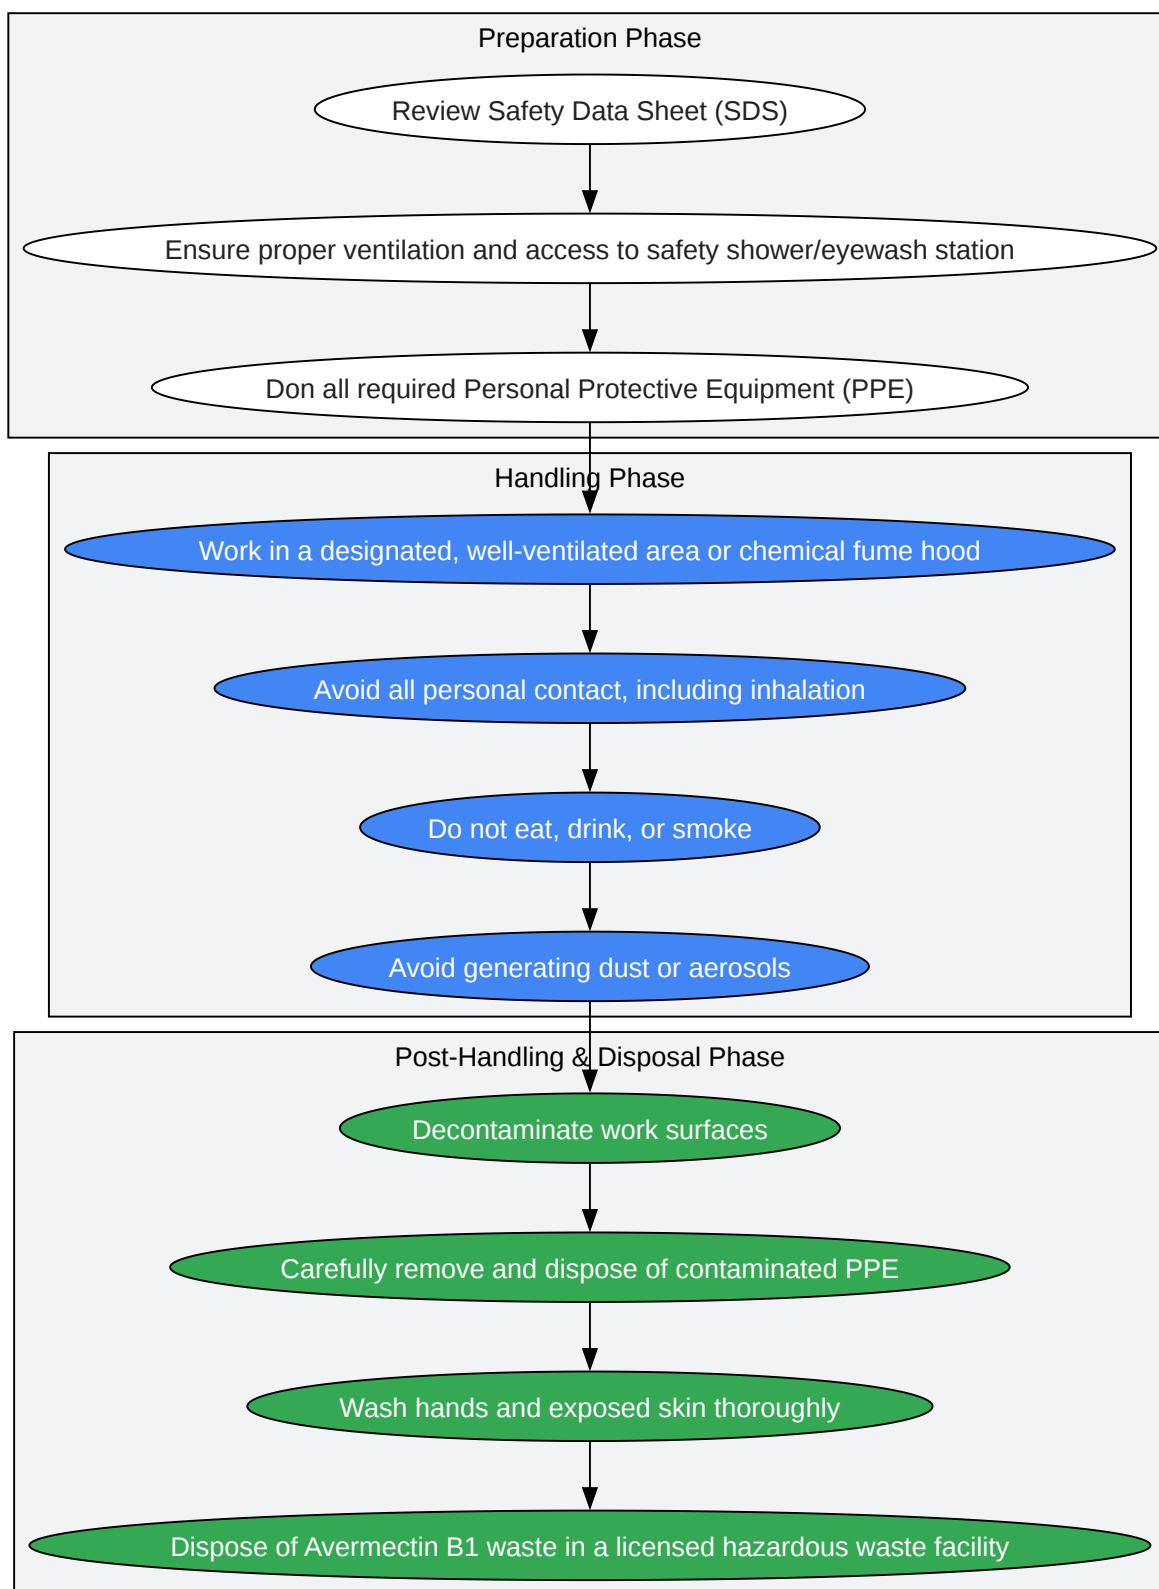 Preparation Phase
Review Safety Data Sheet (SDS)
Ensure proper ventilation and access to safety shower/eyewash station
Don all required Personal Protective Equipment (PPE)
Handling Phase
Work in a designated, well-ventilated area or chemical fume hood
Avoid all personal contact, including inhalation
Do not eat, drink, or smoke
Avoid generating dust or aerosols
Post-Handling & Disposal Phase
Decontaminate work surfaces
Carefully remove and dispose of contaminated PPE
Wash hands and exposed skin thoroughly
Dispose of Avermectin B1 waste in a licensed hazardous waste facility